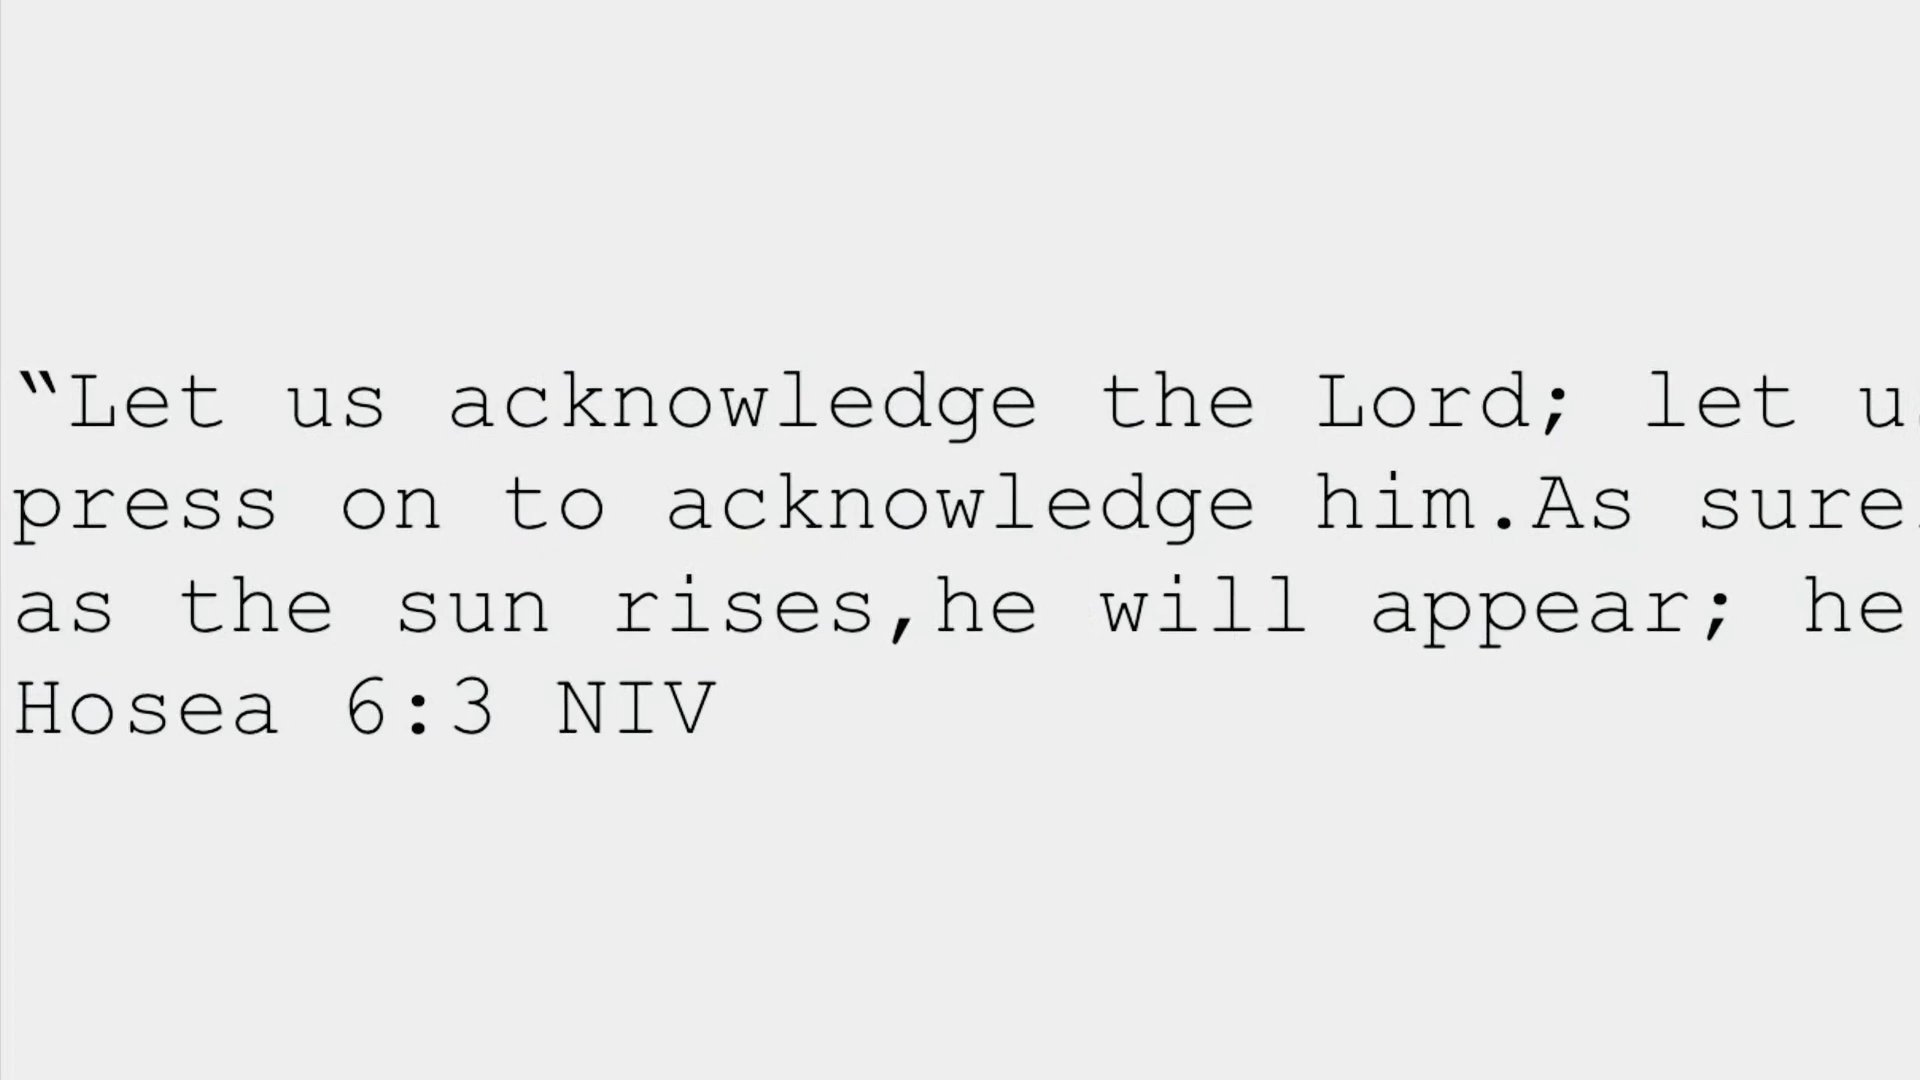 “Let us acknowledge the Lord; let u
press on to acknowledge him.As sure
as the sun rises,he will appear; he
Hosea 6:3 NIV